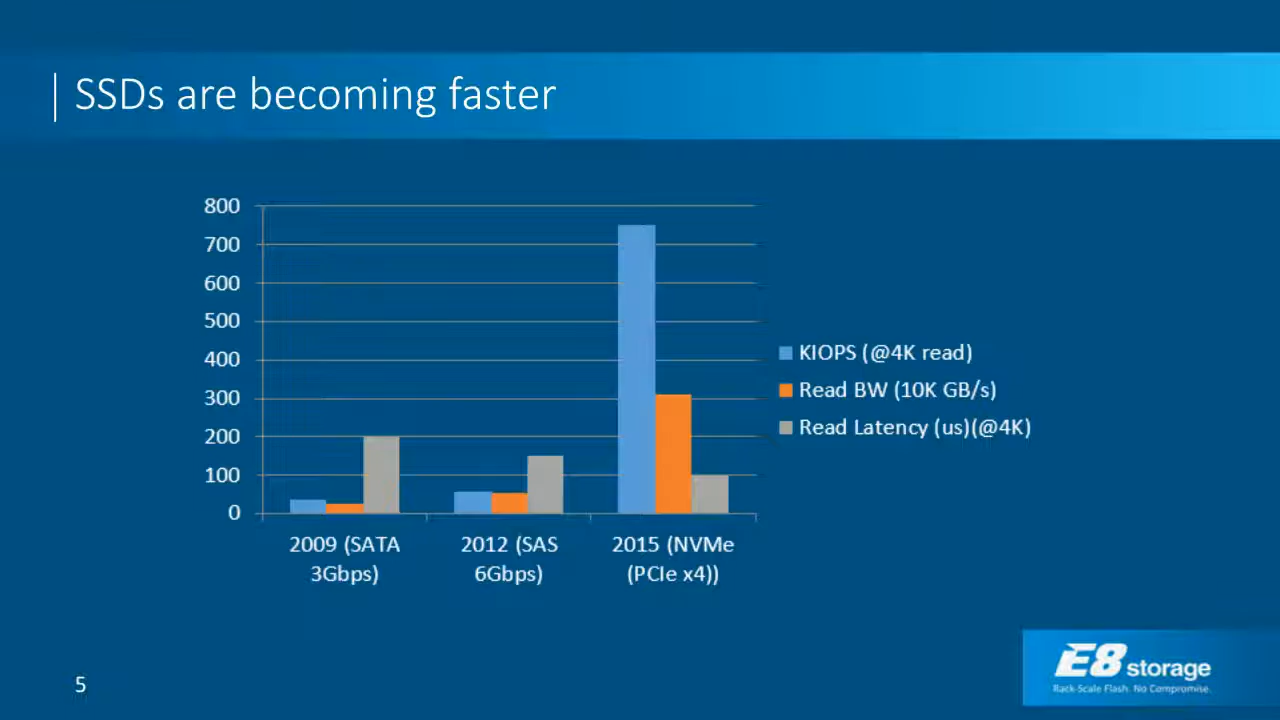 SSDs are becoming faster
800
700
600
500
400
300
200
100
0
2009 (SATA
3Gbps)
2012 (SAS
6Gbps)
2015 (NVMe
(PCIe x4))
KIOPS (@4K read)
Read BW (10K GB/s)
Read Latency (us)(@4K)
5
E8 storage
Rack-Scale Flash. No Compromise.